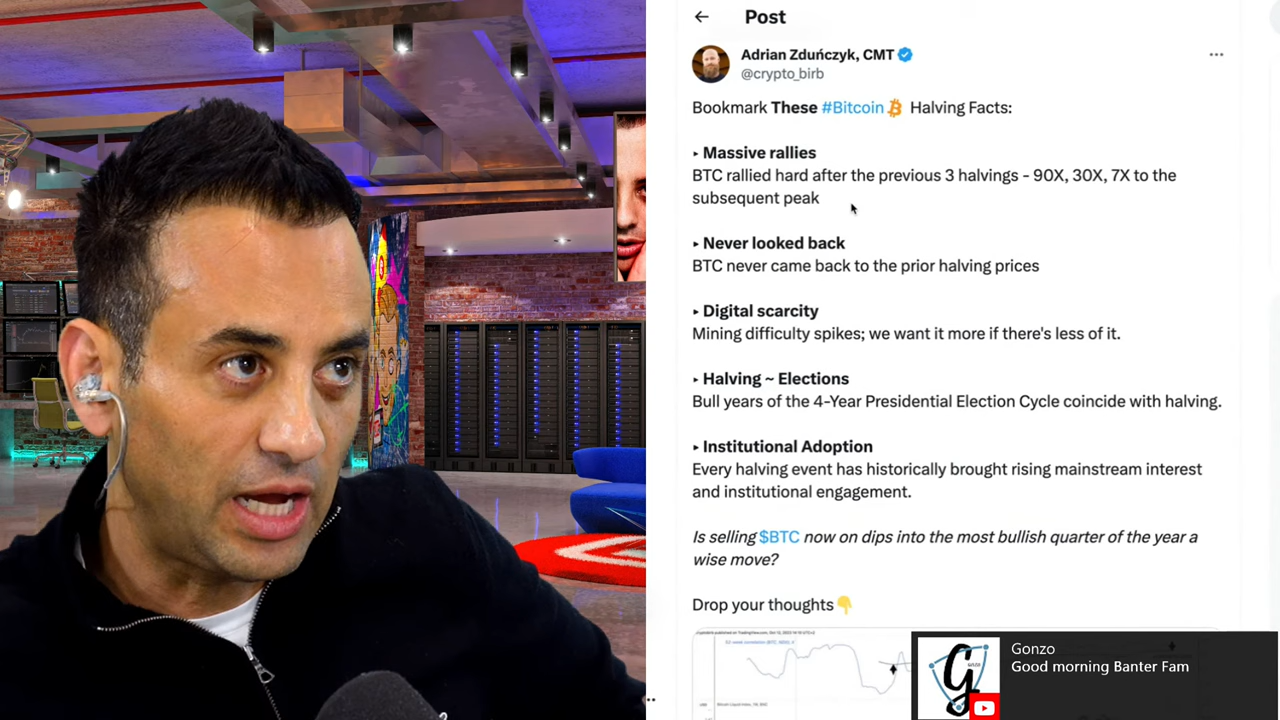 Post
Adrian Zduńczyk, CMT
@crypto_birb
Bookmark These #Bitcoin Halving Facts:
▸ Massive rallies
BTC rallied hard after the previous 3 halvings - 90X, 30X, 7X to the
subsequent peak
▸ Never looked back
BTC never came back to the prior halving prices
▸ Digital scarcity
Mining difficulty spikes; we want it more if there's less of it.
▸ Halving ~ Elections
Bull years of the 4-Year Presidential Election Cycle coincide with halving.
▸ Institutional Adoption
Every halving event has historically brought rising mainstream interest
and institutional engagement.
Is selling $BTC now on dips into the most bullish quarter of the year a
wise move?
Drop your thoughts👇
Gonzo
Good morning Banter Fam